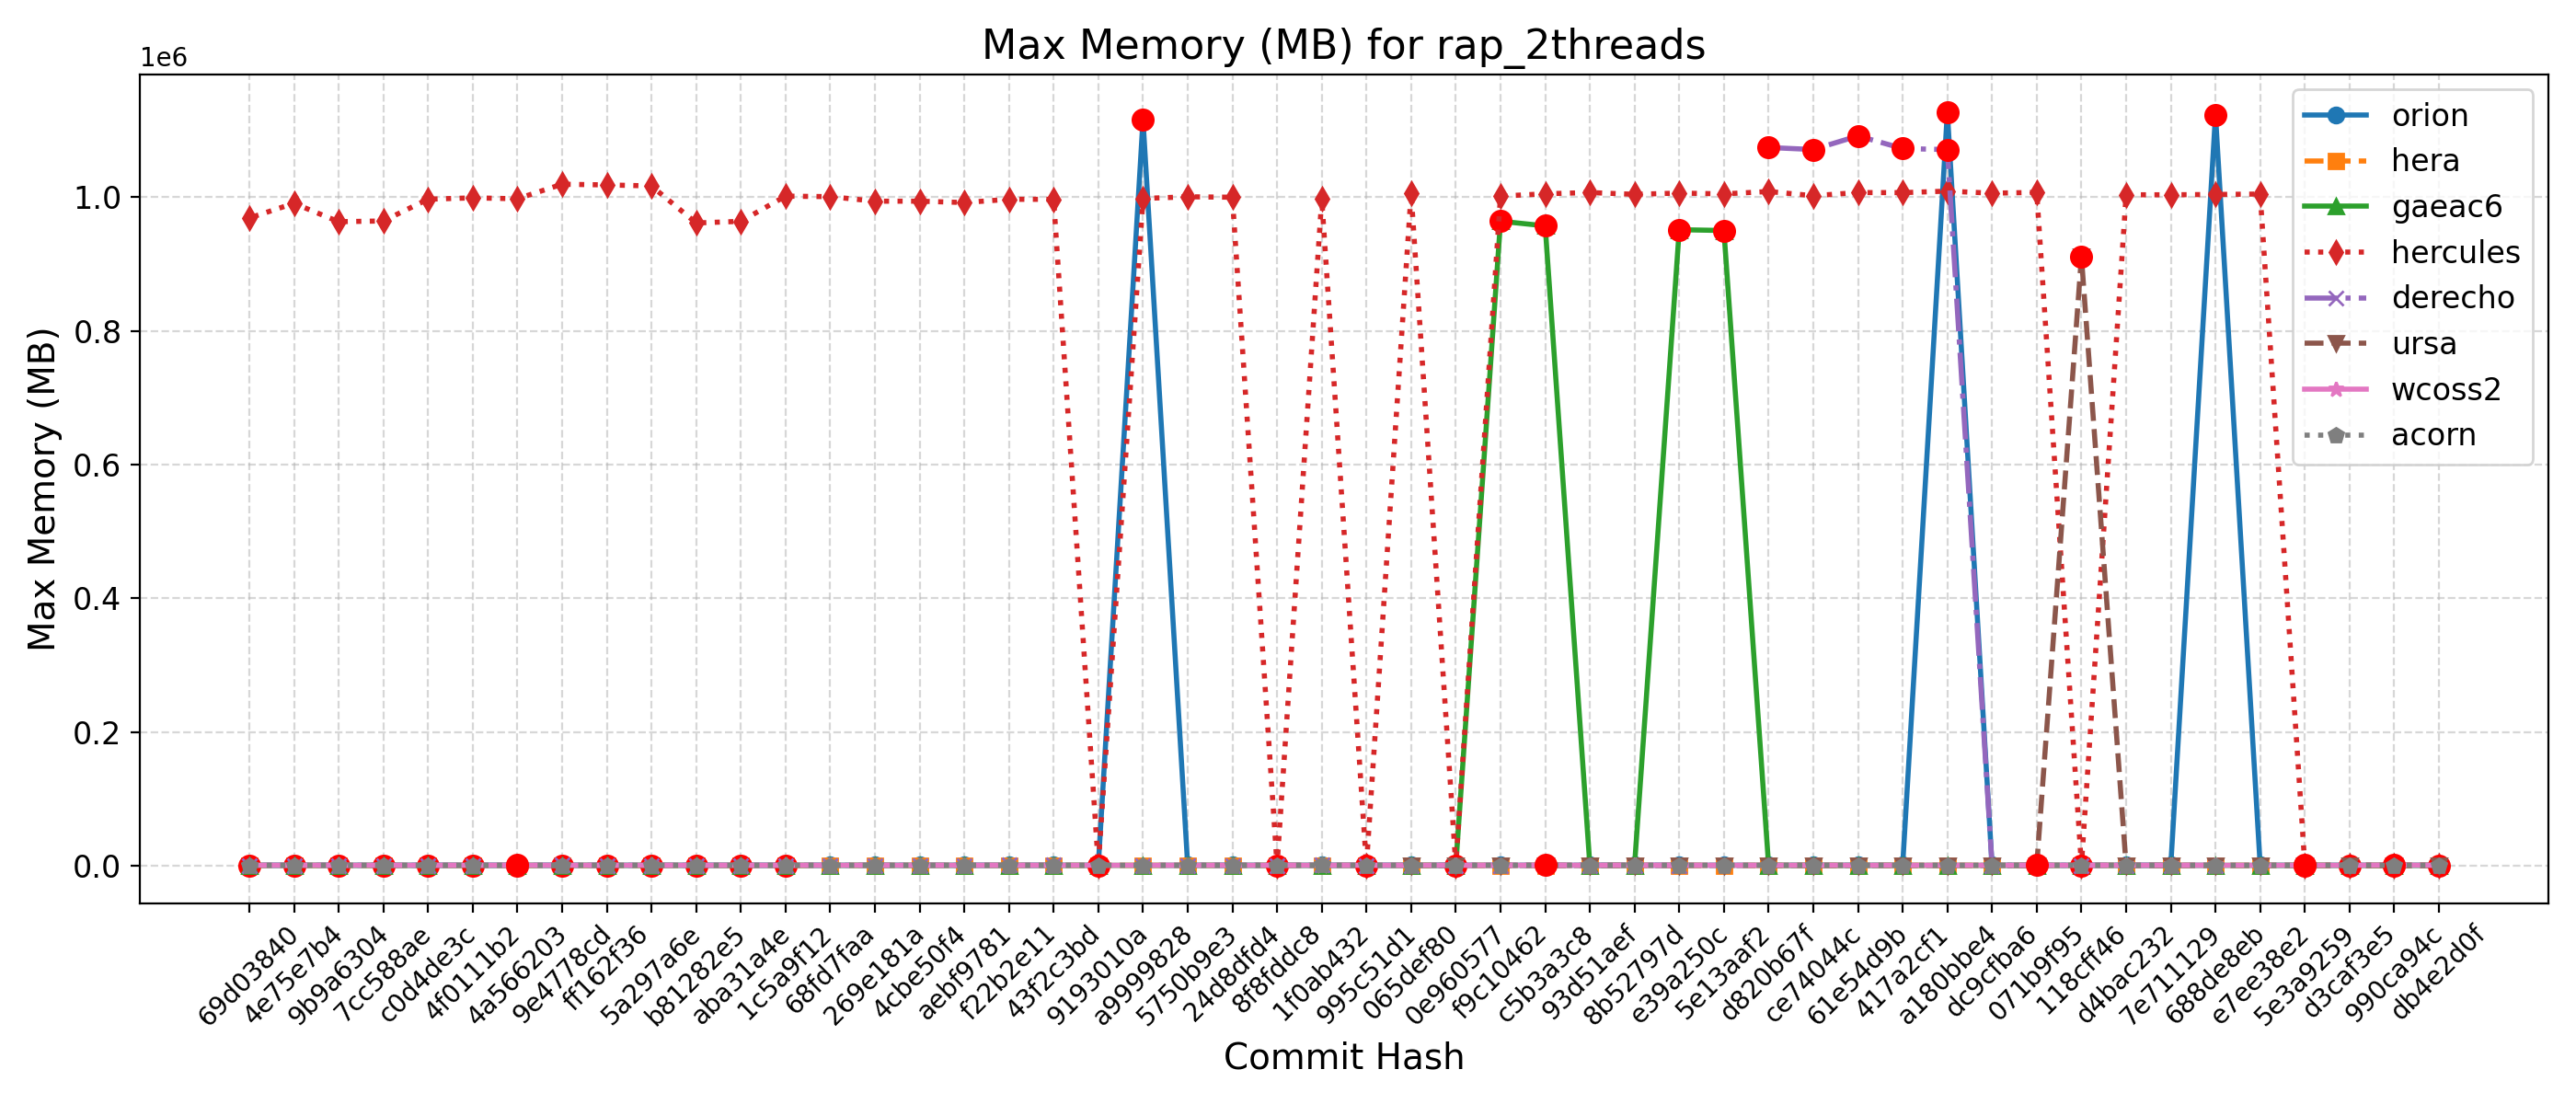 Max Memory (MB) for rap_2threads
1e6
1.0
0.8
0.6
0.4
0.2
0.0
Max Memory (MB)
orion
hera
gaeac6
hercules
derecho
ursa
wcoss2
acorn
69d03840
4e75e7b4
9b9a6304
7cc588ae
c0d4de3c
4f0111b2
4a566203
9e4778cd
ff162f36
5a297a6e
b81282e5
aba31a4e
1c5a9f12
68fd7faa
269e181a
4cbe50f4
aebf9781
f22b2e11
43f2c3bd
9193010a
a9999828
5750b9e3
24d8dfd4
8f8fddc8
1f0ab432
995c51d1
065def80
0e960577
f9c10462
c5b3a3c8
93d51aef
8b52797d
e39a250c
5e13aaf2
d820b67f
ce74044c
61e54d9b
417a2cf1
a180bbe4
dc9cfba6
071b9f95
118cff46
d4bac232
7e711129
688de8eb
e7ee38e2
5e3a9259
d3caf3e5
990ca94c
db4e2d0f
Commit Hash